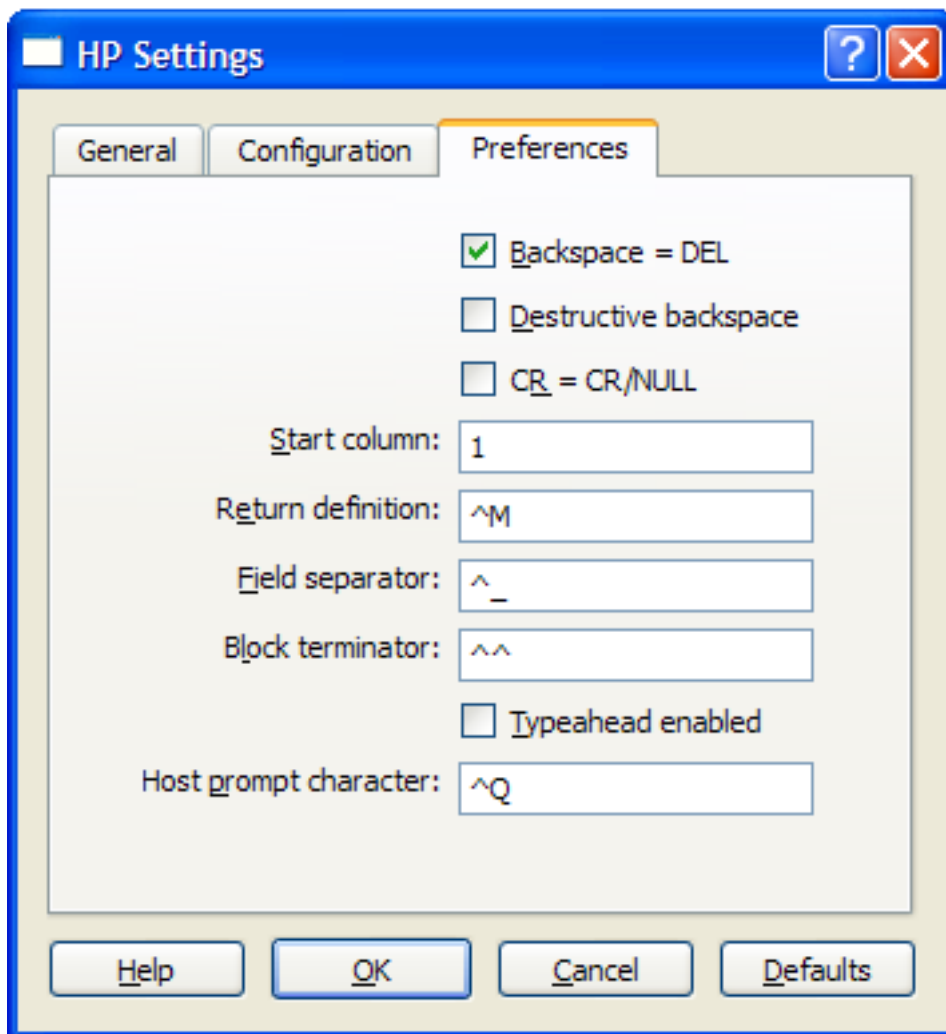 HP Settings
General Configuration Preferences
Backspace = DEL
Destructive backspace
CR = CR/NULL
Start column: 1
Return definition: ^M
Field separator: ^_
Block terminator: ^^
Typeahead enabled
Host prompt character: ^Q
Help OK Cancel Defaults